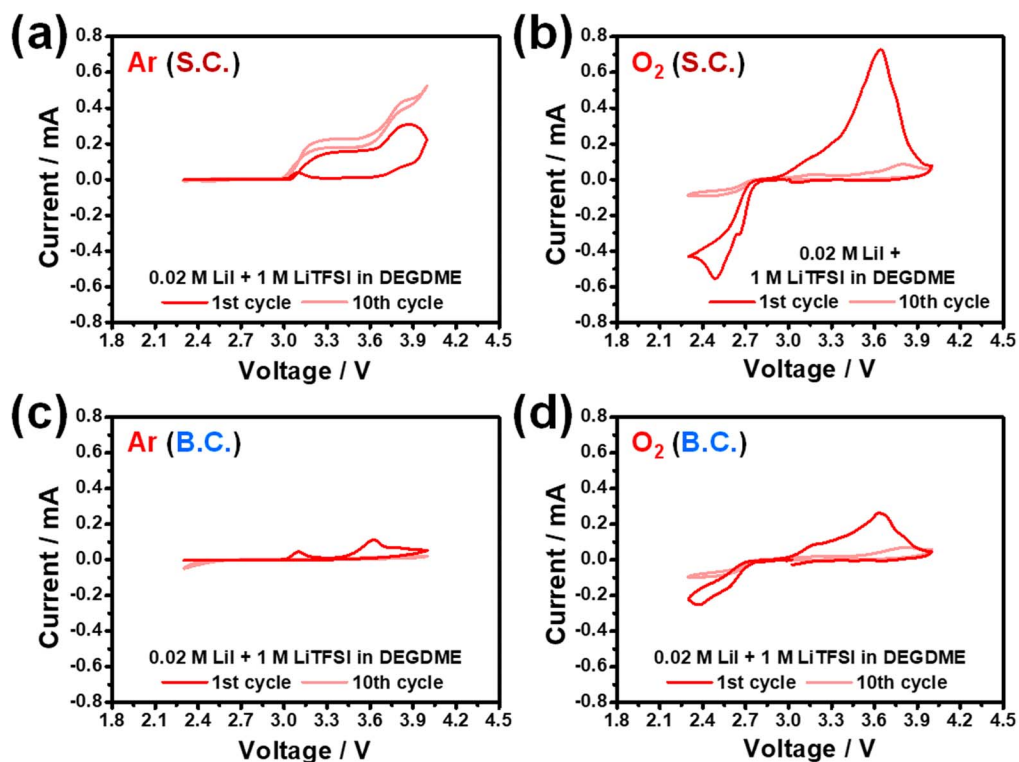 (a)
Ar (S.C.)
Current / mA
0.8
0.6
0.4
0.2
0.0
-0.2
-0.4
-0.6
-0.8
0.02 M LiI + 1 M LiTFSI in DEGDME
1st cycle 10th cycle
1.8 2.1 2.4 2.7 3.0 3.3 3.6 3.9 4.2 4.5
Voltage / V
(b)
O₂ (S.C.)
Current / mA
0.8
0.6
0.4
0.2
0.0
-0.2
-0.4
-0.6
-0.8
0.02 M LiI +
1 M LiTFSI in DEGDME
1st cycle 10th cycle
1.8 2.1 2.4 2.7 3.0 3.3 3.6 3.9 4.2 4.5
Voltage / V
(c)
Ar (B.C.)
Current / mA
0.8
0.6
0.4
0.2
0.0
-0.2
-0.4
-0.6
-0.8
0.02 M LiI + 1 M LiTFSI in DEGDME
1st cycle 10th cycle
1.8 2.1 2.4 2.7 3.0 3.3 3.6 3.9 4.2 4.5
Voltage / V
(d)
O₂ (B.C.)
Current / mA
0.8
0.6
0.4
0.2
0.0
-0.2
-0.4
-0.6
-0.8
0.02 M LiI + 1 M LiTFSI in DEGDME
1st cycle 10th cycle
1.8 2.1 2.4 2.7 3.0 3.3 3.6 3.9 4.2 4.5
Voltage / V